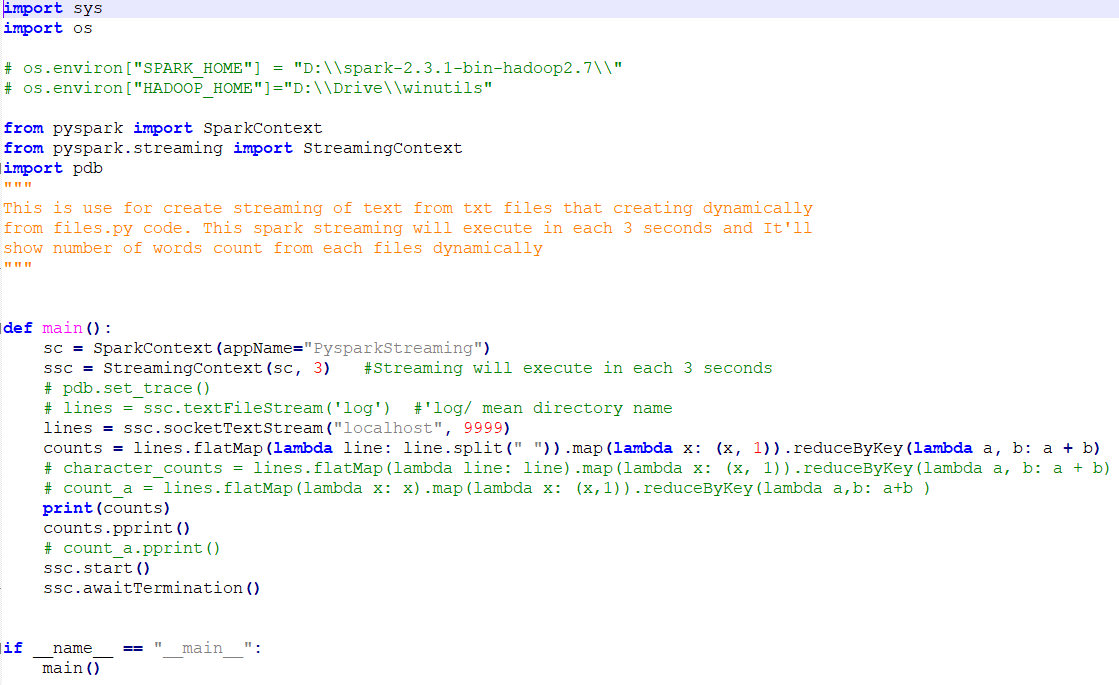 import sys
import os

# os.environ["SPARK_HOME"] = "D:\\spark-2.3.1-bin-hadoop2.7\\"
# os.environ["HADOOP_HOME"]="D:\\Drive\\winutils"

from pyspark import SparkContext
from pyspark.streaming import StreamingContext
import pdb
"""
This is use for create streaming of text from txt files that creating dynamically
from files.py code. This spark streaming will execute in each 3 seconds and It'll
show number of words count from each files dynamically
"""


def main():
    sc = SparkContext(appName="PysparkStreaming")
    ssc = StreamingContext(sc, 3)   #Streaming will execute in each 3 seconds
    # pdb.set_trace()
    # lines = ssc.textFileStream('log')  #'log/ mean directory name
    lines = ssc.socketTextStream("localhost", 9999)
    counts = lines.flatMap(lambda line: line.split(" ")).map(lambda x: (x, 1)).reduceByKey(lambda a, b: a + b)
    # character_counts = lines.flatMap(lambda line: line).map(lambda x: (x, 1)).reduceByKey(lambda a, b: a + b)
    # count_a = lines.flatMap(lambda x: x).map(lambda x: (x,1)).reduceByKey(lambda a,b: a+b )
    print(counts)
    counts.pprint()
    # count_a.pprint()
    ssc.start()
    ssc.awaitTermination()


if __name__ == "__main__":
    main()